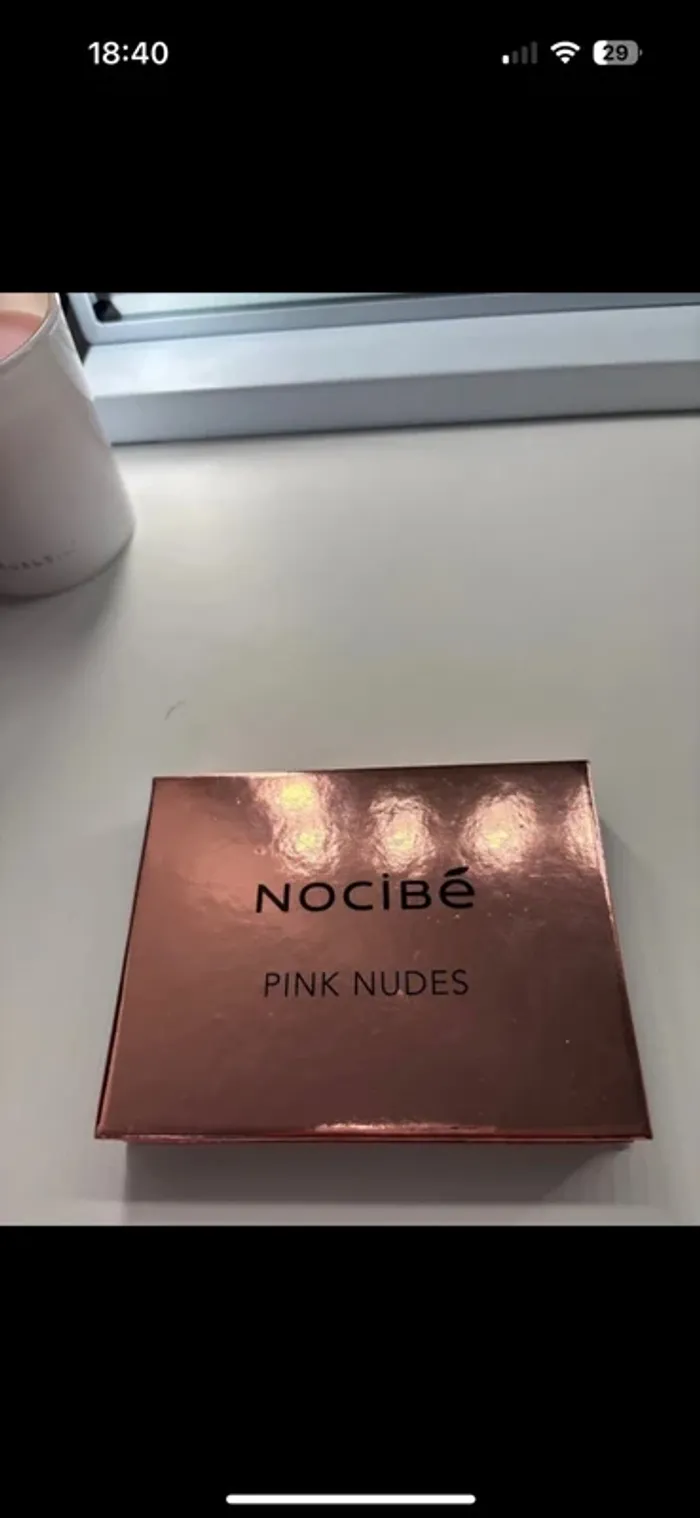 18:40
29
NOCIBÉ
PINK NUDES